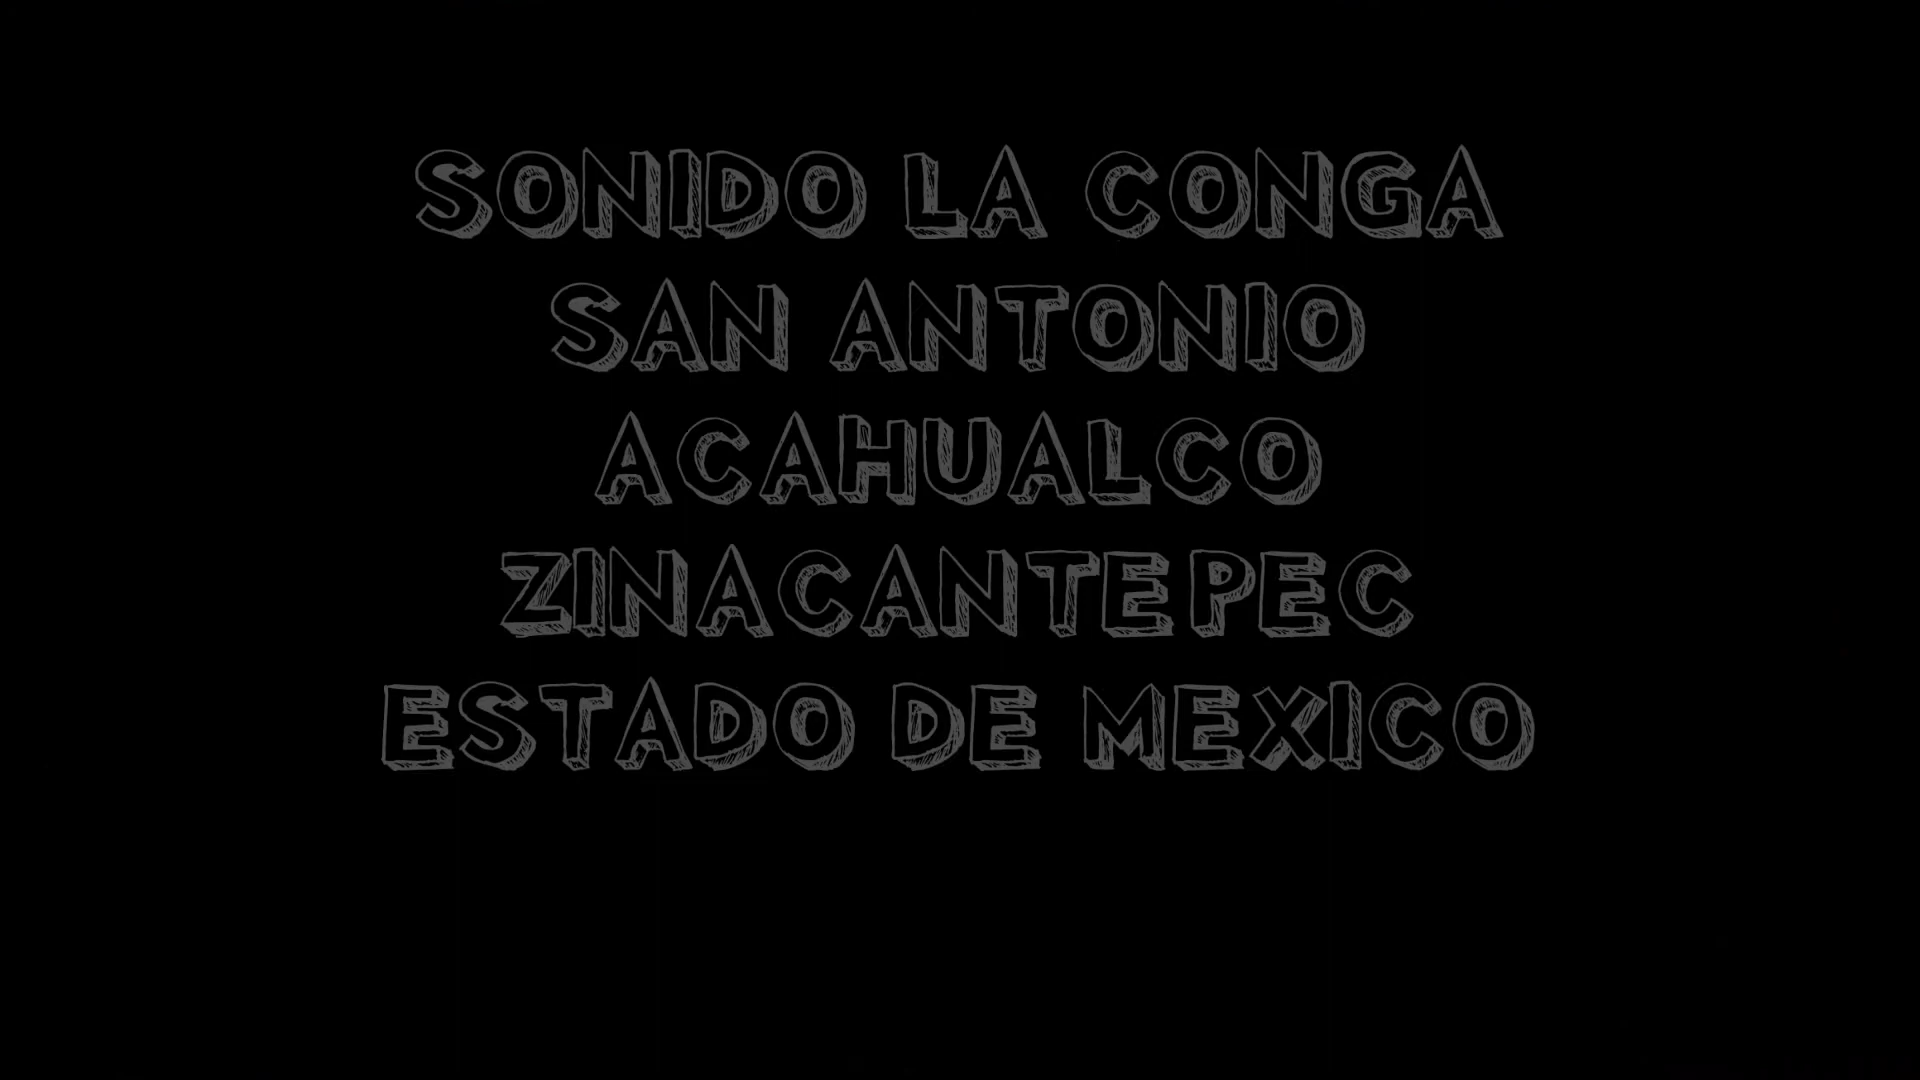 SONIDO LA CONGA
SAN ANTONIO
ACAHUALCO
ZINACANTEPEC
ESTADO DE MEXICO